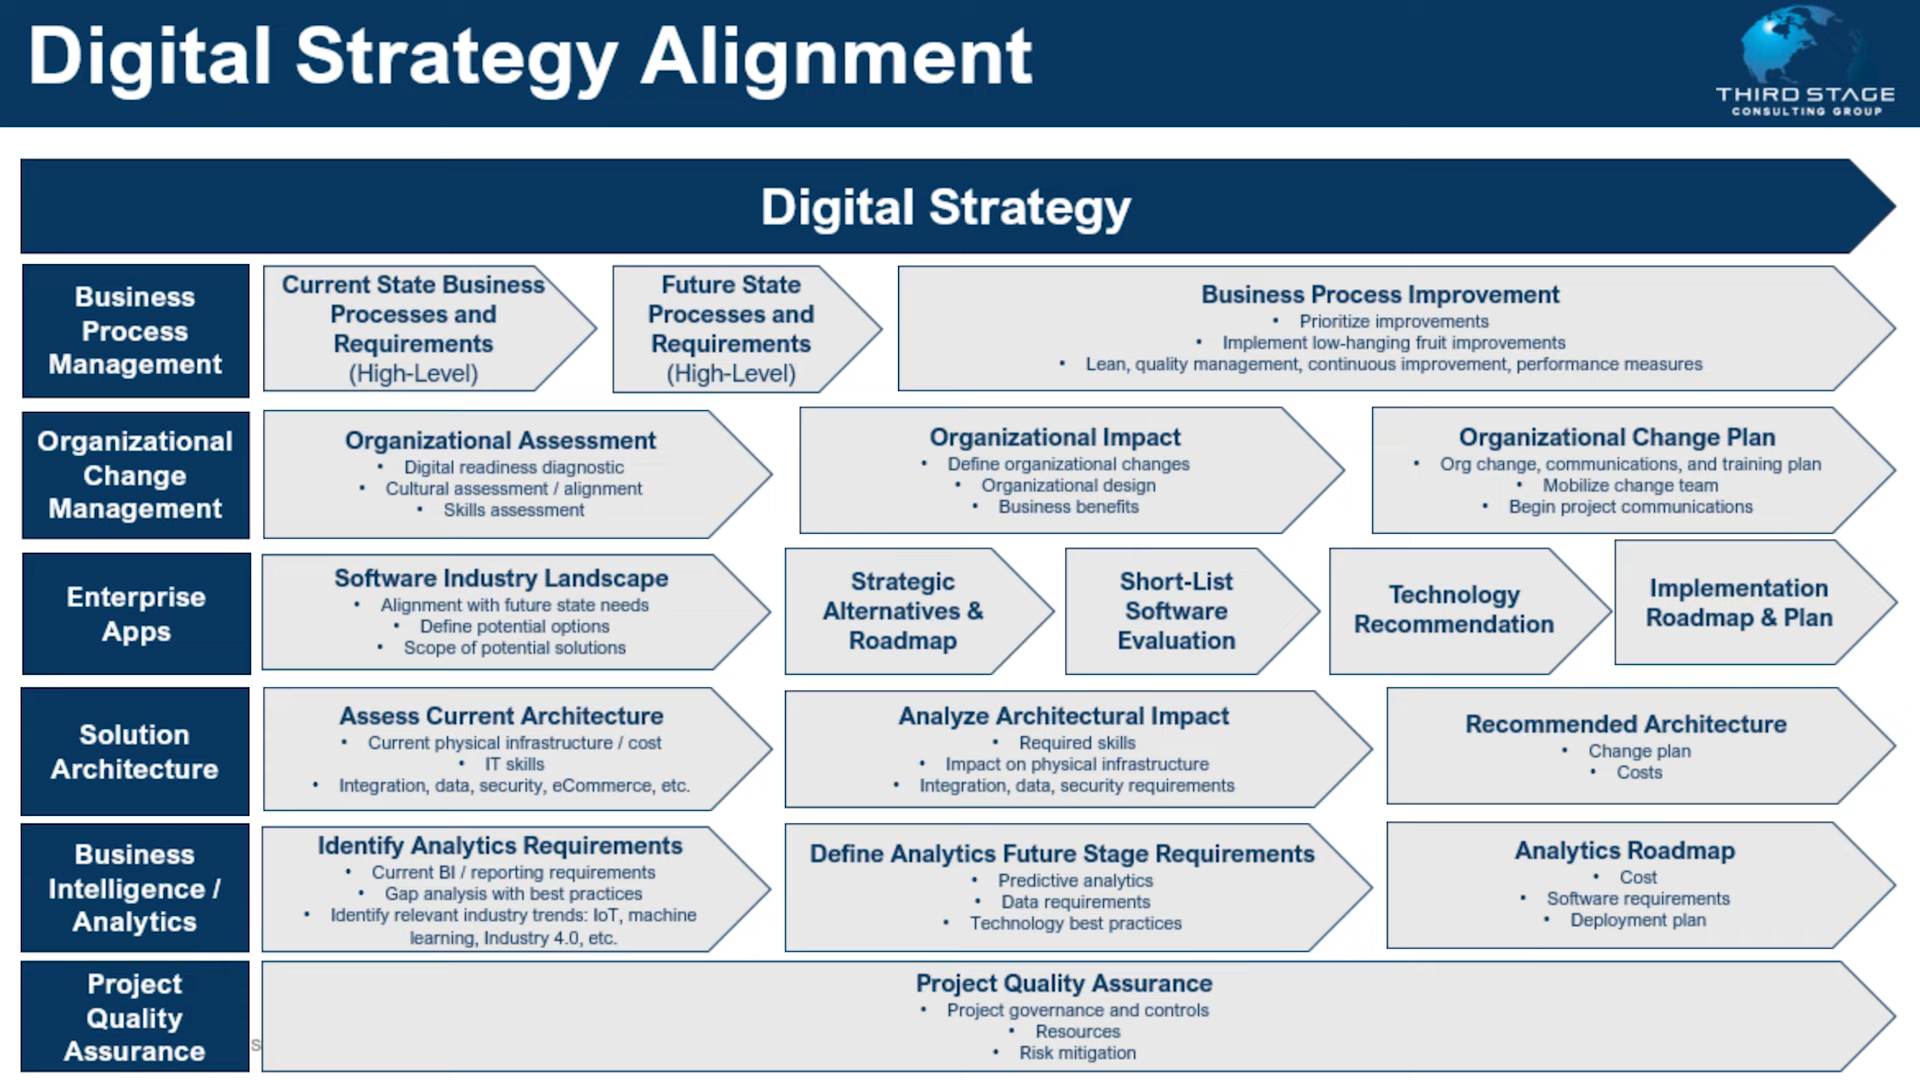 Digital Strategy Alignment
THIRD STAGE
CONSULTING GROUP
Digital Strategy
Business
Process
Management
Current State Business
Processes and
Requirements
(High-Level)
Future State
Processes and
Requirements
(High-Level)
Business Process Improvement
• Prioritize improvements
• Implement low-hanging fruit improvements
• Lean, quality management, continuous improvement, performance measures
Organizational
Change
Management
Organizational Assessment
• Digital readiness diagnostic
• Cultural assessment / alignment
• Skills assessment
Organizational Impact
• Define organizational changes
• Organizational design
• Business benefits
Organizational Change Plan
• Org change, communications, and training plan
• Mobilize change team
• Begin project communications
Enterprise
Apps
Software Industry Landscape
• Alignment with future state needs
• Define potential options
• Scope of potential solutions
Strategic
Alternatives &
Roadmap
Short-List
Software
Evaluation
Technology
Recommendation
Implementation
Roadmap & Plan
Solution
Architecture
Assess Current Architecture
• Current physical infrastructure / cost
• IT skills
• Integration, data, security, eCommerce, etc.
Analyze Architectural Impact
• Required skills
• Impact on physical infrastructure
• Integration, data, security requirements
Recommended Architecture
• Change plan
• Costs
Business
Intelligence /
Analytics
Identify Analytics Requirements
• Current BI / reporting requirements
• Gap analysis with best practices
• Identify relevant industry trends: IoT, machine
learning, Industry 4.0, etc.
Define Analytics Future Stage Requirements
• Predictive analytics
• Data requirements
• Technology best practices
Analytics Roadmap
• Cost
• Software requirements
• Deployment plan
Project
Quality
Assurance
S
Project Quality Assurance
• Project governance and controls
• Resources
• Risk mitigation